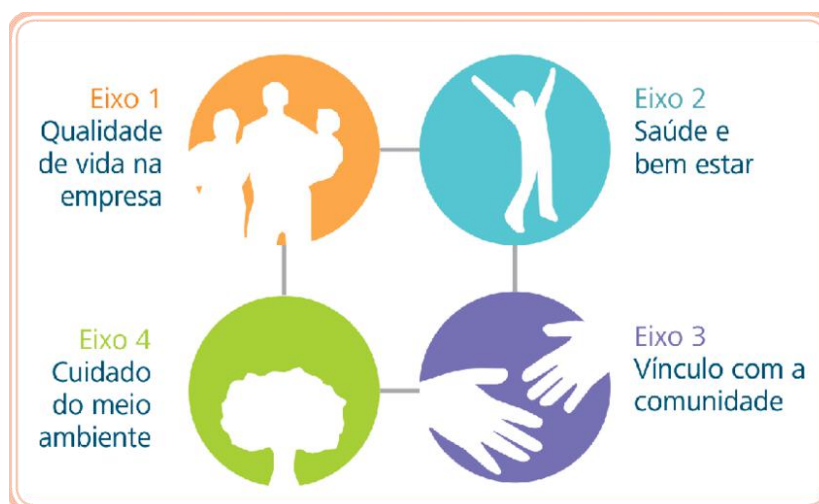 Eixo 1
Qualidade
de vida na
empresa
Eixo 2
Saúde e
bem estar
Eixo 3
Vínculo com a
comunidade
Eixo 4
Cuidado
do meio
ambiente